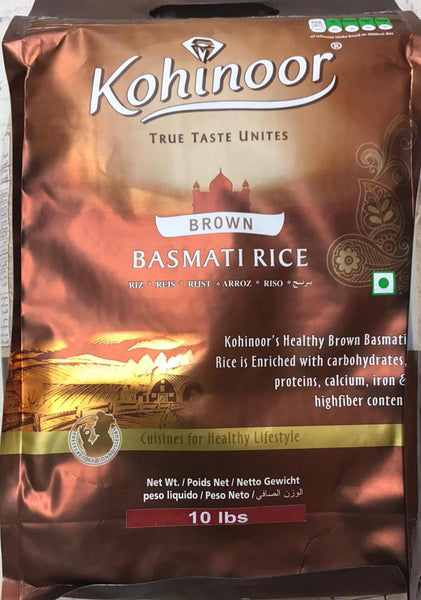 Kohinoor®
TRUE TASTE UNITES
BROWN
BASMATI RICE
RIZ * REIS * RIJST * ARROZ * RISO * برنج
Kohinoor's Healthy Brown Basmati
Rice is Enriched with carbohydrates,
proteins, calcium, iron &
highfiber conten
Cuisines for Healthy Lifestyle
Net Wt. / Poids Net / Netto Gewicht
peso liquido / Peso Neto / الوزن الصافي
10 lbs